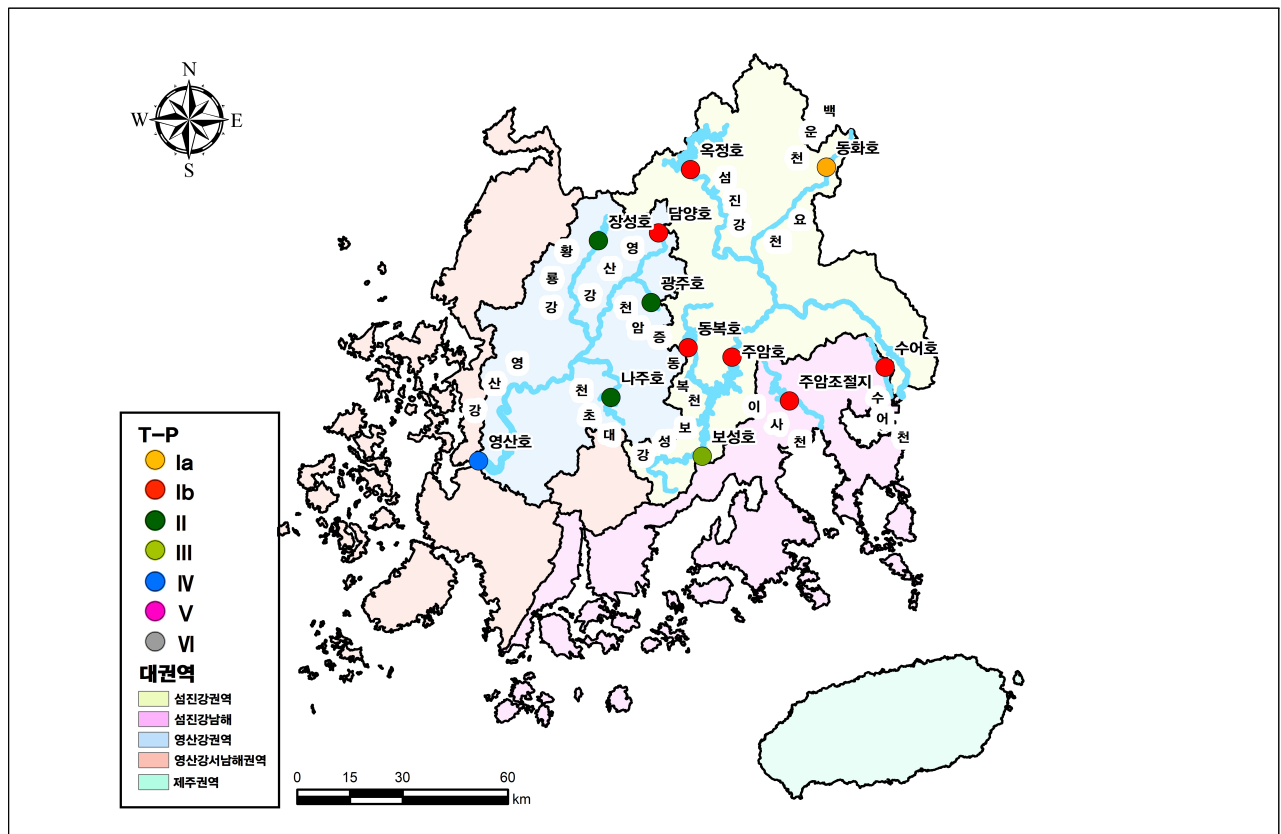 N
W E
S
백
운
천
동화호
옥정호
섬
진
강
요
천
장성호
담양호
황
룡
강
영
산
강
광주호
천
암
증
동복호
주암호
수어호
동
복
천
주암조절지
나주호
천
초
대
영
산
강
영산호
이
사
천
수
어
천
보성호
보
성
강
T-P
Ia
Ib
II
III
IV
V
VI
대권역
섬진강권역
섬진강남해
영산강권역
영산강서남해권역
제주권역
0 15 30 60
km